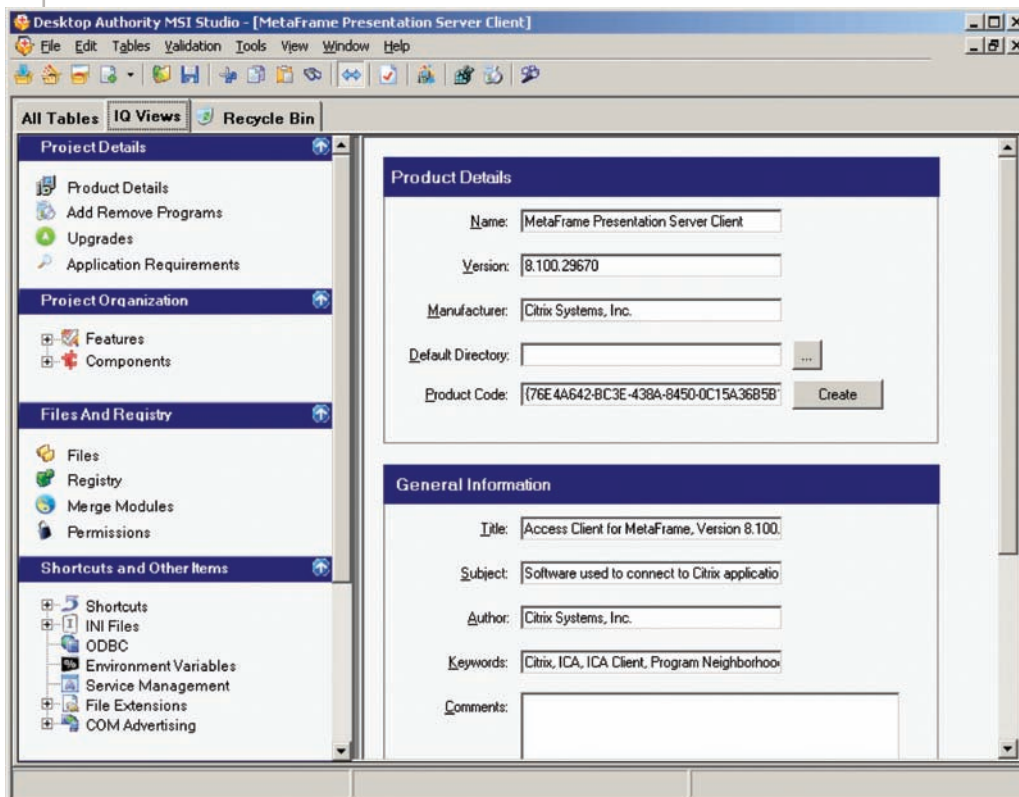 Desktop Authority MSI Studio - [MetaFrame Presentation Server Client]
File Edit Tables Validation Tools View Window Help
All Tables IQ Views Recycle Bin
Project Details
Product Details
Add Remove Programs
Upgrades
Application Requirements
Project Organization
Features
Components
Files And Registry
Files
Registry
Merge Modules
Permissions
Shortcuts and Other Items
Shortcuts
INI Files
ODBC
Environment Variables
Service Management
File Extensions
COM Advertising
Product Details
Name: MetaFrame Presentation Server Client
Version: 8.100.29670
Manufacturer: Citrix Systems, Inc.
Default Directory: ...
Product Code: {76E4A642-BC3E-438A-8450-0C15A36B5B Create
General Information
Title: Access Client for MetaFrame, Version 8.100.
Subject: Software used to connect to Citrix applicatio
Author: Citrix Systems, Inc.
Keywords: Citrix, ICA, ICA Client, Program Neighborhoo
Comments: